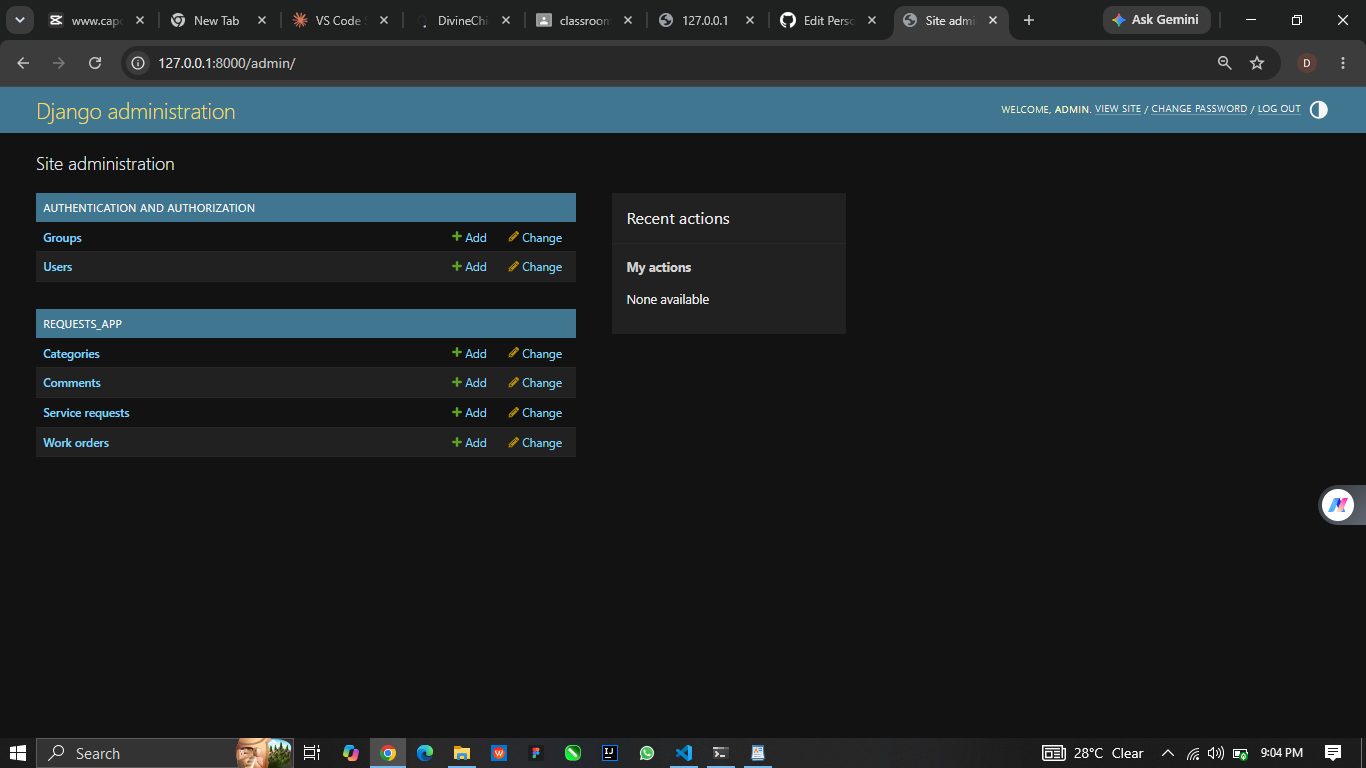 www.capc
New Tab
VS Code S
DivineChi
classroom
127.0.0.1
Edit Perso
Site admi
Ask Gemini
127.0.0.1:8000/admin/
D
Django administration
WELCOME, ADMIN. VIEW SITE / CHANGE PASSWORD / LOG OUT
Site administration
AUTHENTICATION AND AUTHORIZATION
Groups Add Change
Users Add Change
REQUESTS_APP
Categories Add Change
Comments Add Change
Service requests Add Change
Work orders Add Change
Recent actions
My actions
None available
Search
28°C Clear
9:04 PM